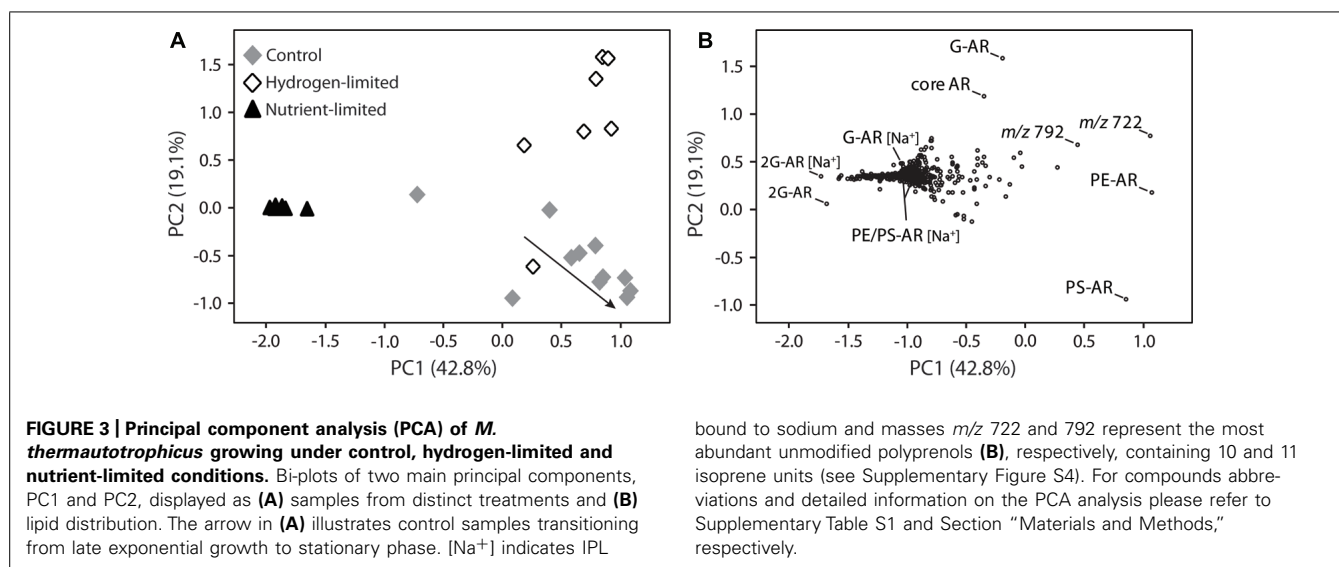 A
Control
Hydrogen-limited
Nutrient-limited
PC2 (19.1%)
1.5
1.0
0.5
0.0
-0.5
-1.0
-2.0 -1.5 -1.0 -0.5 0.0 0.5 1.0
PC1 (42.8%)
B
G-AR
core AR
m/z 722
m/z 792
G-AR [Na⁺]
2G-AR [Na⁺]
2G-AR
PE-AR
PE/PS-AR [Na⁺]
PS-AR
1.5
1.0
0.5
0.0
-0.5
-1.0
-2.0 -1.5 -1.0 -0.5 0.0 0.5 1.0
PC1 (42.8%)
FIGURE 3 | Principal component analysis (PCA) of M.
thermautotrophicus growing under control, hydrogen-limited and
nutrient-limited conditions. Bi-plots of two main principal components,
PC1 and PC2, displayed as (A) samples from distinct treatments and (B)
lipid distribution. The arrow in (A) illustrates control samples transitioning
from late exponential growth to stationary phase. [Na+] indicates IPL
bound to sodium and masses m/z 722 and 792 represent the most
abundant unmodified polyprenols (B), respectively, containing 10 and 11
isoprene units (see Supplementary Figure S4). For compounds abbre-
viations and detailed information on the PCA analysis please refer to
Supplementary Table S1 and Section “Materials and Methods,”
respectively.